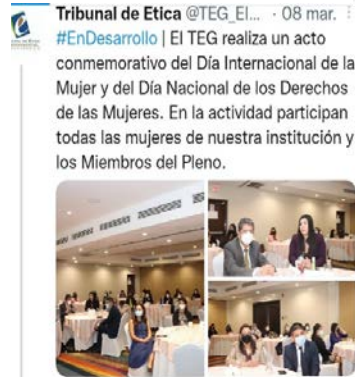 Tribunal de Etica @TEG_El... · 08 mar.
#EnDesarrollo | El TEG realiza un acto
conmemorativo del Día Internacional de la
Mujer y del Día Nacional de los Derechos
de las Mujeres. En la actividad participan
todas las mujeres de nuestra institución y
los Miembros del Pleno.